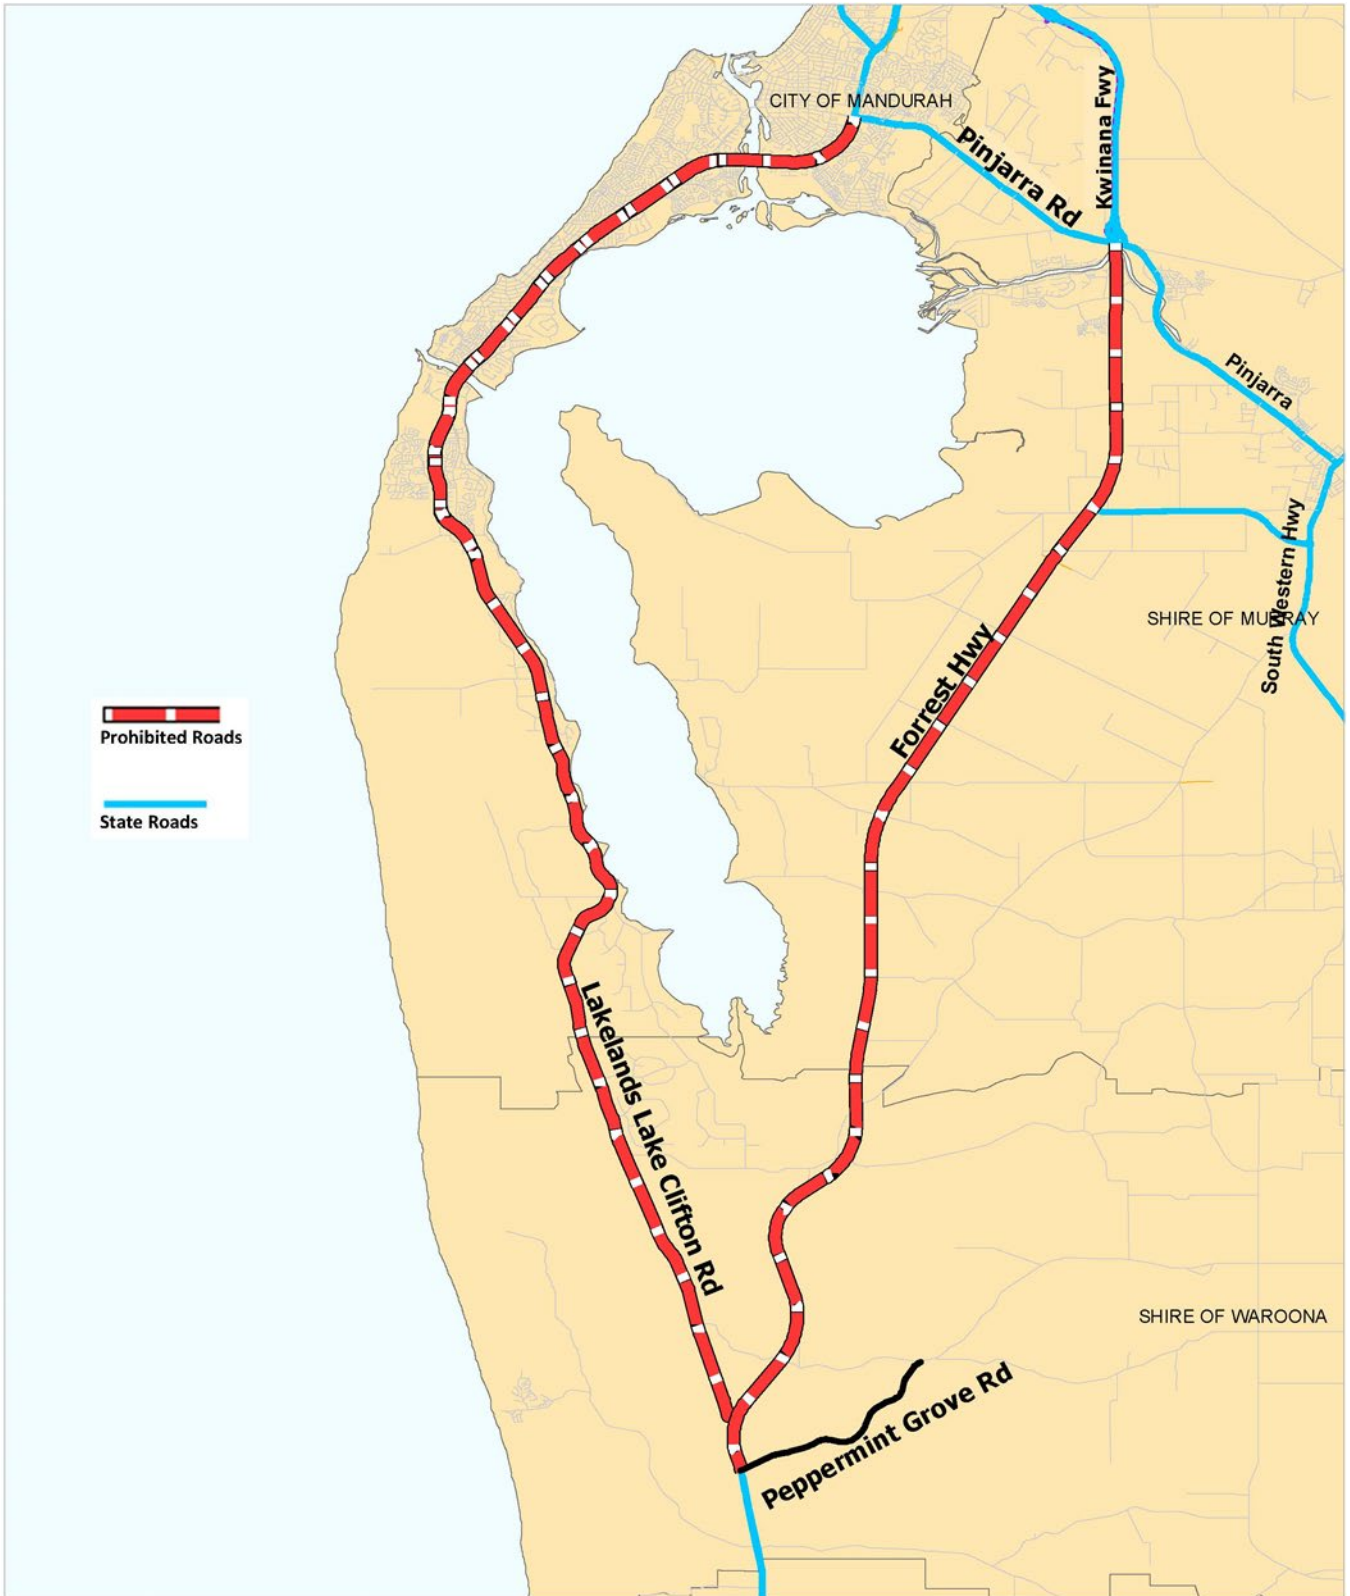 CITY OF MANDURAH
Kwinana Fwy
Pinjarra Rd
Pinjarra
South Western Hwy
SHIRE OF MURRAY
Forrest Hwy
Prohibited Roads
State Roads
Lakelands Lake Clifton Rd
SHIRE OF WAROONA
Peppermint Grove Rd